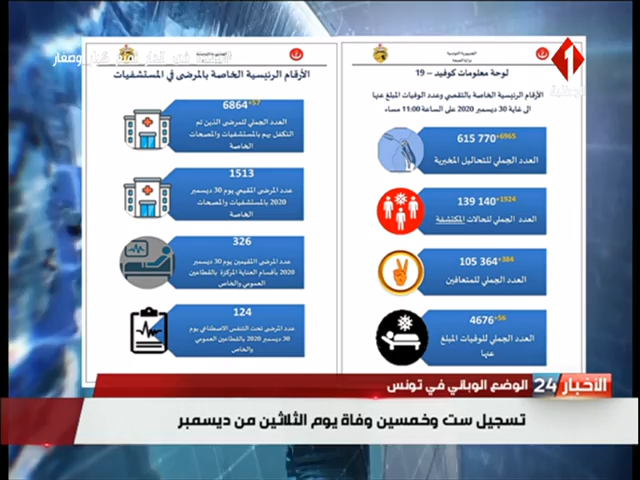 الجمهورية التونسية
وزارة الصحة
لوحة معلومات كوفيد – 19
الأرقام الرئيسية الخاصة بالتقصي وعدد الوفيات المبلغ عنها
الى غاية 30 ديسمبر 2020 على الساعة 11:00 مساء
615 770 +6965
العدد الجملي للتحاليل المخبرية
139 140 +1524
العدد الجملي للحالات المكتشفة
105 364 +384
العدد الجملي للمتعافين
4676 +56
العدد الجملي للوفيات المبلغ
عنها
الأرقام الرئيسية الخاصة بالمرضى في المستشفيات
6864 +57
العدد الجملي للمرضى الذين تم
التكفل بهم بالمستشفيات والمصحات
الخاصة
1513
عدد المرضى المقيمين يوم 30 ديسمبر
2020 بالمستشفيات والمصحات
الخاصة
326
عدد المرضى المقيمين يوم 30 ديسمبر
2020 بأقسام العناية المركزة بالقطاعين
العمومي والخاص
124
عدد المرضى تحت التنفس الاصطناعي يوم
30 ديسمبر 2020 بالقطاعين العمومي
والخاص
الأخبار 24 الوضع الوبائي في تونس
تسجيل ست وخمسين وفاة يوم الثلاثين من ديسمبر